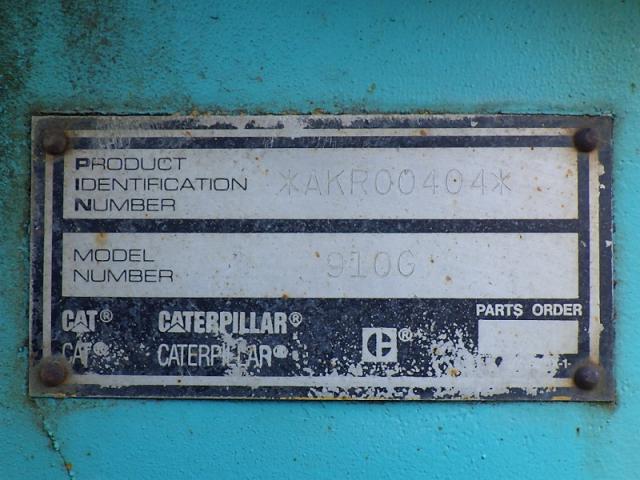 PRODUCT
IDENTIFICATION
NUMBER
*AKR00404*
MODEL
NUMBER
910G
CAT® CATERPILLAR®
PARTS ORDER
CAT® CATERPILLAR® C®